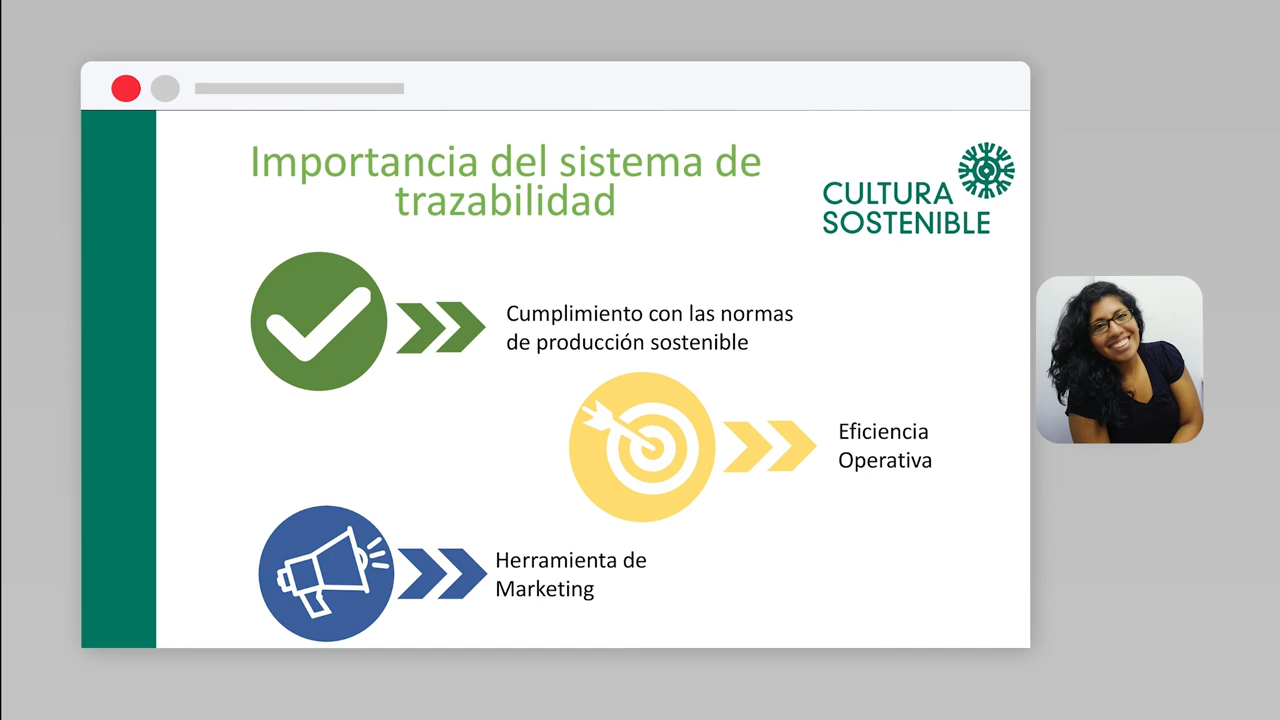 Importancia del sistema de
trazabilidad
CULTURA
SOSTENIBLE
Cumplimiento con las normas
de producción sostenible
Eficiencia
Operativa
Herramienta de
Marketing